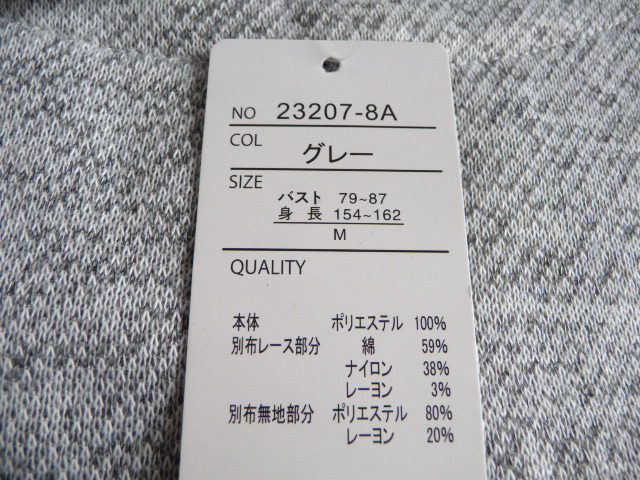 NO 23207-8A
COL グレー
SIZE
バスト 79~87
身長 154~162
M
QUALITY
本体 ポリエステル 100%
別布レース部分 綿 59%
ナイロン 38%
レーヨン 3%
別布無地部分 ポリエステル 80%
レーヨン 20%